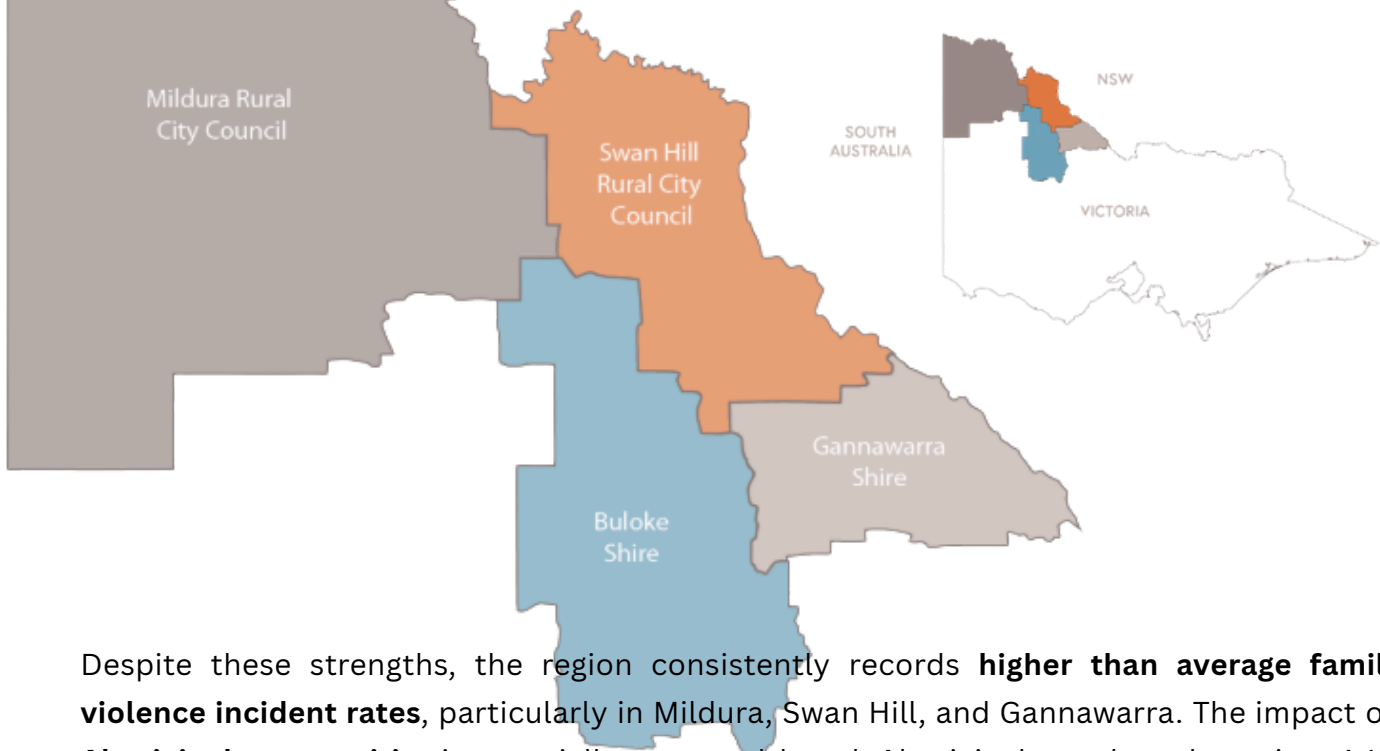 Mildura Rural
City Council
Swan Hill
Rural City
Council
Gannawarra
Shire
Buloke
Shire
NSW
SOUTH
AUSTRALIA
VICTORIA
Despite these strengths, the region consistently records higher than average famil
violence incident rates, particularly in Mildura, Swan Hill, and Gannawarra. The impact o